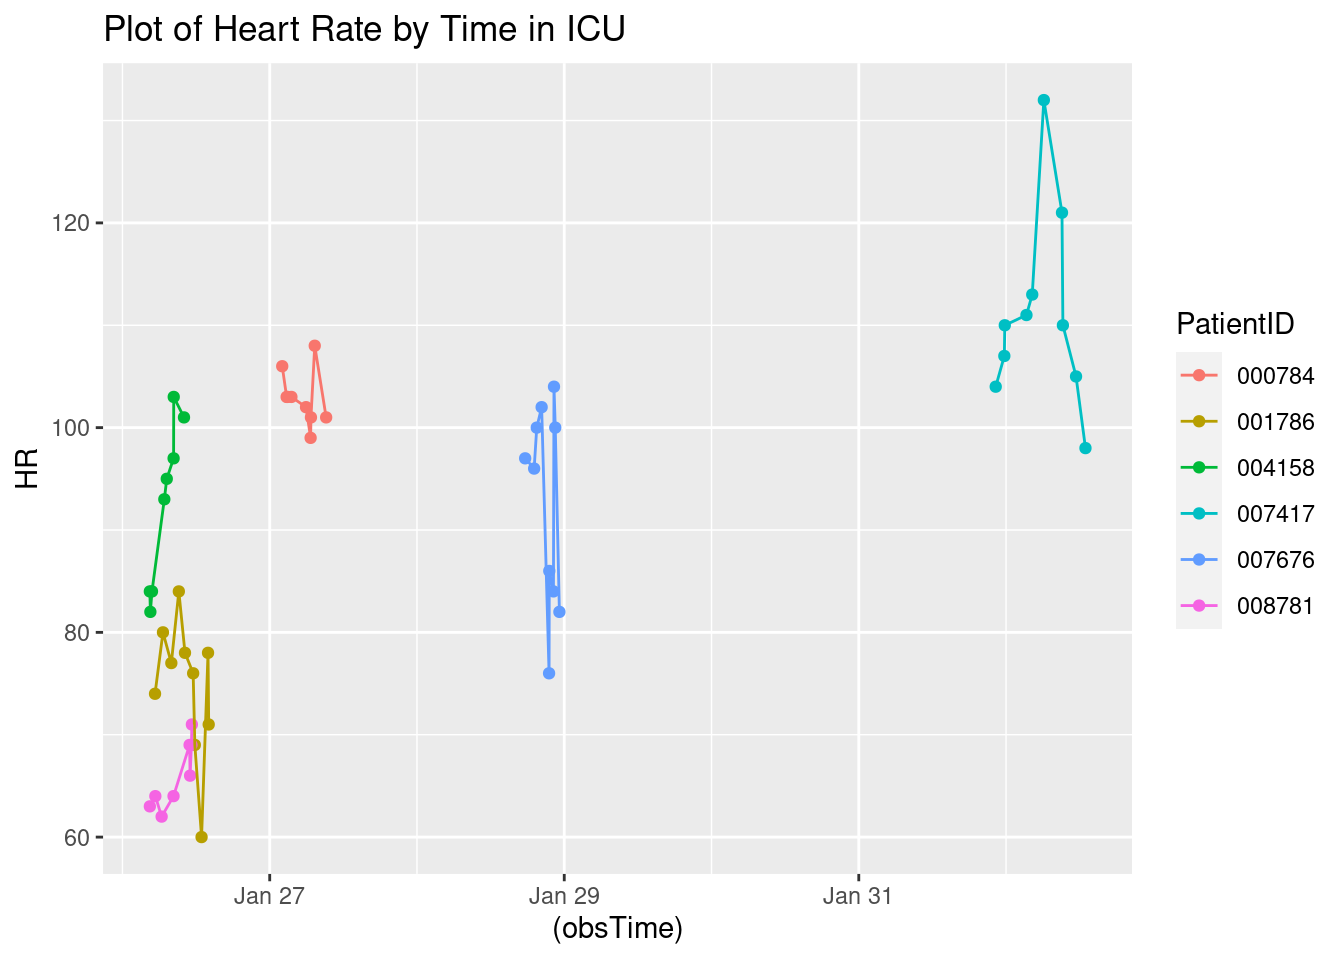 Plot of Heart Rate by Time in ICU
HR
120
100
80
60
Jan 27
Jan 29
Jan 31
(obsTime)
PatientID
000784
001786
004158
007417
007676
008781